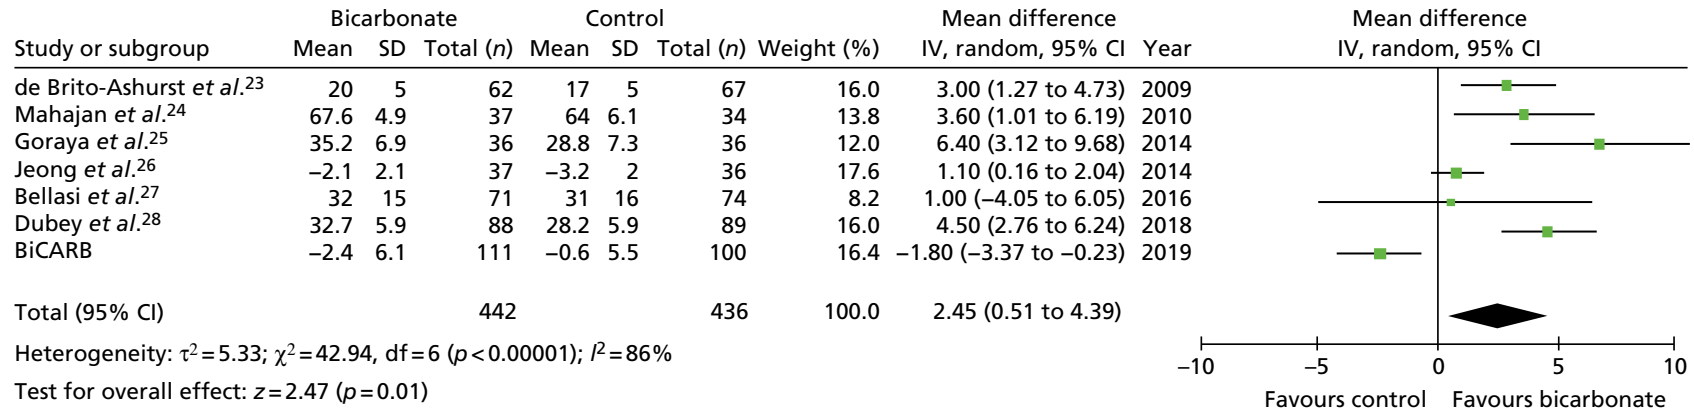 Bicarbonate Control Mean difference Mean difference
Study or subgroup Mean SD Total (n) Mean SD Total (n) Weight (%) IV, random, 95% CI Year IV, random, 95% CI
de Brito-Ashurst et al.²³ 20 5 62 17 5 67 16.0 3.00 (1.27 to 4.73) 2009
Mahajan et al.²⁴ 67.6 4.9 37 64 6.1 34 13.8 3.60 (1.01 to 6.19) 2010
Goraya et al.²⁵ 35.2 6.9 36 28.8 7.3 36 12.0 6.40 (3.12 to 9.68) 2014
Jeong et al.²⁶ –2.1 2.1 37 –3.2 2 36 17.6 1.10 (0.16 to 2.04) 2014
Bellasi et al.²⁷ 32 15 71 31 16 74 8.2 1.00 (–4.05 to 6.05) 2016
Dubey et al.²⁸ 32.7 5.9 88 28.2 5.9 89 16.0 4.50 (2.76 to 6.24) 2018
BiCARB –2.4 6.1 111 –0.6 5.5 100 16.4 –1.80 (–3.37 to –0.23) 2019
Total (95% CI) 442 436 100.0 2.45 (0.51 to 4.39)
Heterogeneity: τ²=5.33; χ²=42.94, df=6 (p<0.00001); I²=86%
Test for overall effect: z=2.47 (p=0.01)
–10 –5 0 5 10
Favours control Favours bicarbonate